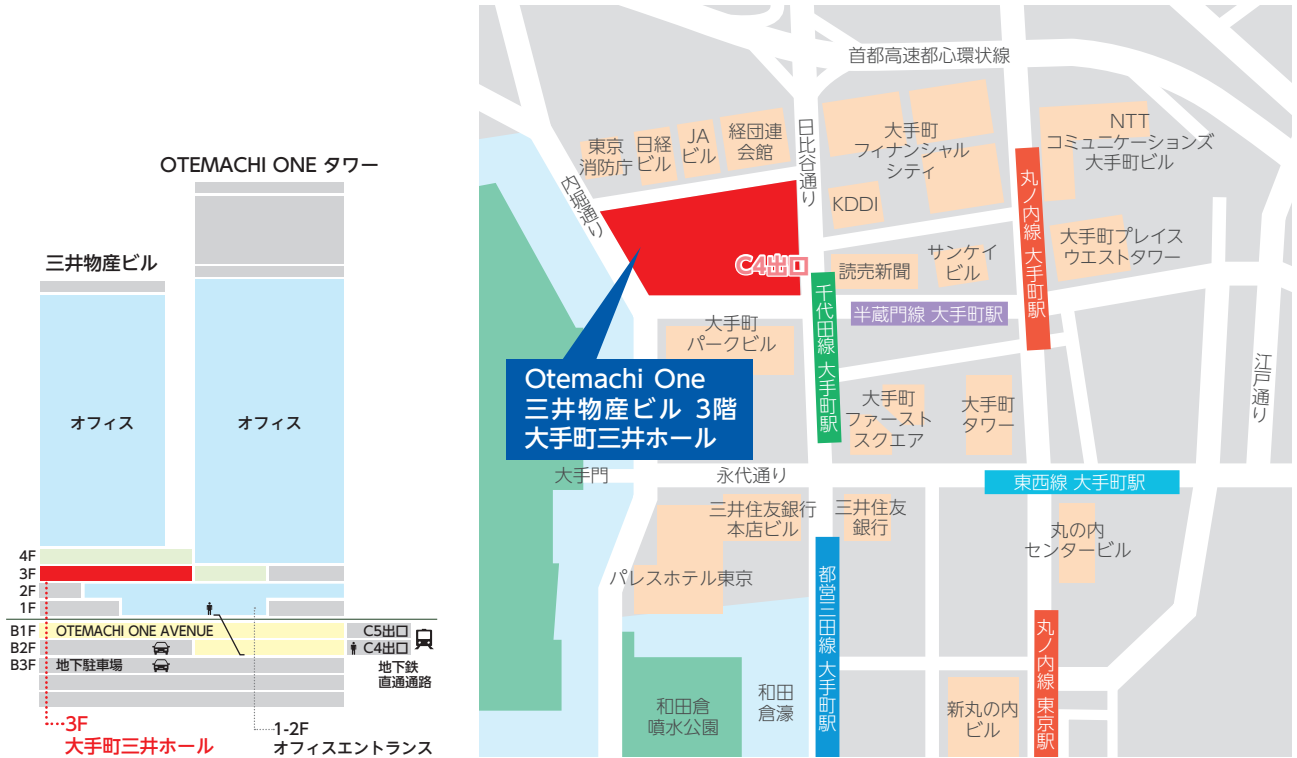 OTEMACHI ONE タワー
三井物産ビル
オフィス
オフィス
4F
3F
2F
1F
B1F
OTEMACHI ONE AVENUE
C5出口
B2F
C4出口
B3F
地下駐車場
地下鉄
直通通路
3F
大手町三井ホール
1-2F
オフィスエントランス
首都高速都心環状線
東京
消防庁
日経
ビル
JA
ビル
経団連
会館
日比谷通り
大手町
フィナンシャル
シティ
NTT
コミュニケーションズ
大手町ビル
内堀通り
KDDI
丸ノ内線 大手町駅
C4出口
読売新聞
サンケイ
ビル
大手町プレイス
ウエストタワー
千代田線 大手町駅
半蔵門線 大手町駅
大手町
パークビル
Otemachi One
三井物産ビル 3階
大手町三井ホール
大手町
ファースト
スクエア
大手町
タワー
江戸通り
大手門
永代通り
東西線 大手町駅
三井住友銀行
本店ビル
三井住友
銀行
丸の内
センタービル
パレスホテル東京
都営三田線 大手町駅
丸ノ内線 東京駅
和田倉
噴水公園
和田
倉濠
新丸の内
ビル